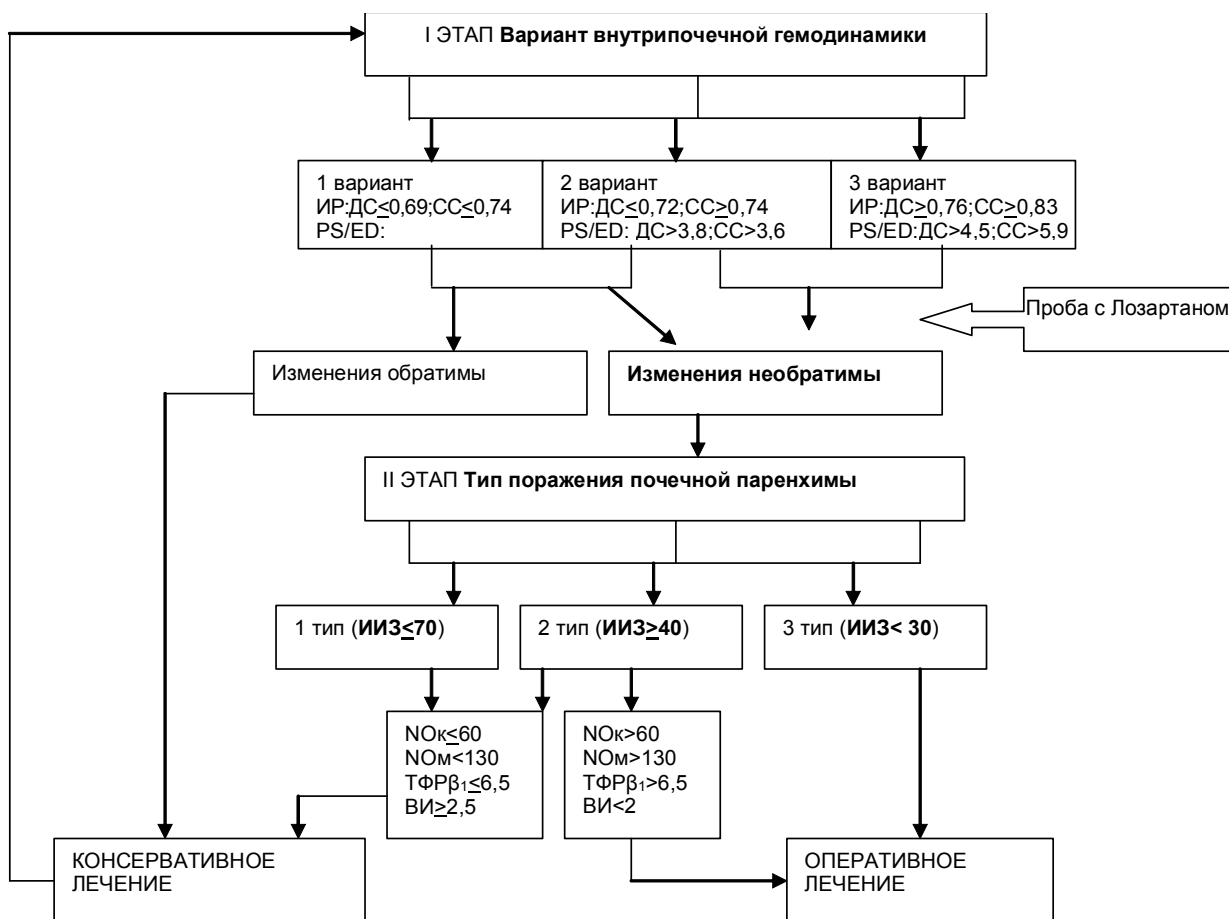 I ЭТАП Вариант внутрипочечной гемодинамики
1 вариант
ИР:ДС≤0,69;СС≤0,74
PS/ED:
2 вариант
ИР:ДС≤0,72;СС≥0,74
PS/ED: ДС>3,8;СС>3,6
3 вариант
ИР:ДС≥0,76;СС≥0,83
PS/ED:ДС>4,5;СС>5,9
Проба с Лозартаном
Изменения обратимы
Изменения необратимы
II ЭТАП Тип поражения почечной паренхимы
1 тип (ИИЗ≤70)
2 тип (ИИЗ≥40)
3 тип (ИИЗ< 30)
NOк≤60
NOм<130
ТФРβ₁≤6,5
ВИ≥2,5
NOк>60
NOм>130
ТФРβ₁>6,5
ВИ<2
КОНСЕРВАТИВНОЕ
ЛЕЧЕНИЕ
ОПЕРАТИВНОЕ
ЛЕЧЕНИЕ